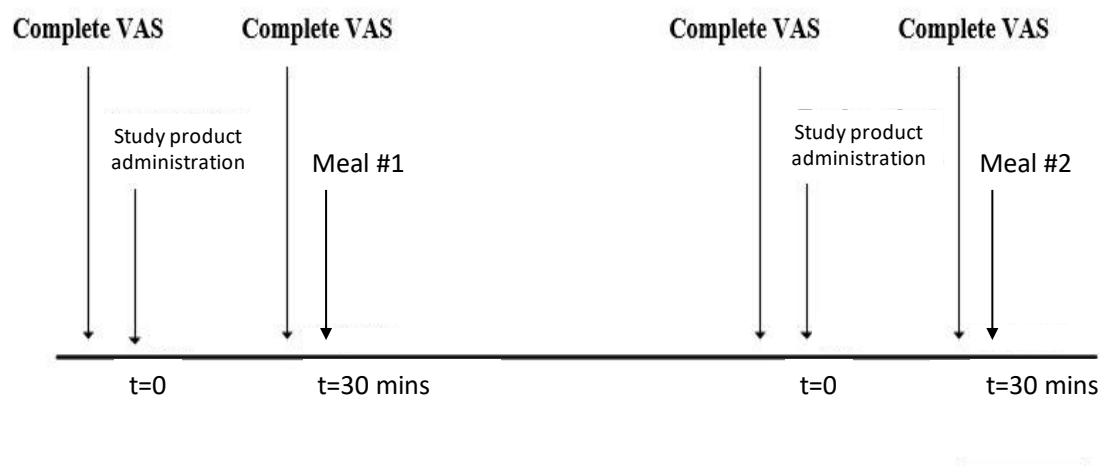 Complete VAS Complete VAS Complete VAS Complete VAS
Study product
administration
Meal #1
Study product
administration
Meal #2
t=0 t=30 mins t=0 t=30 mins